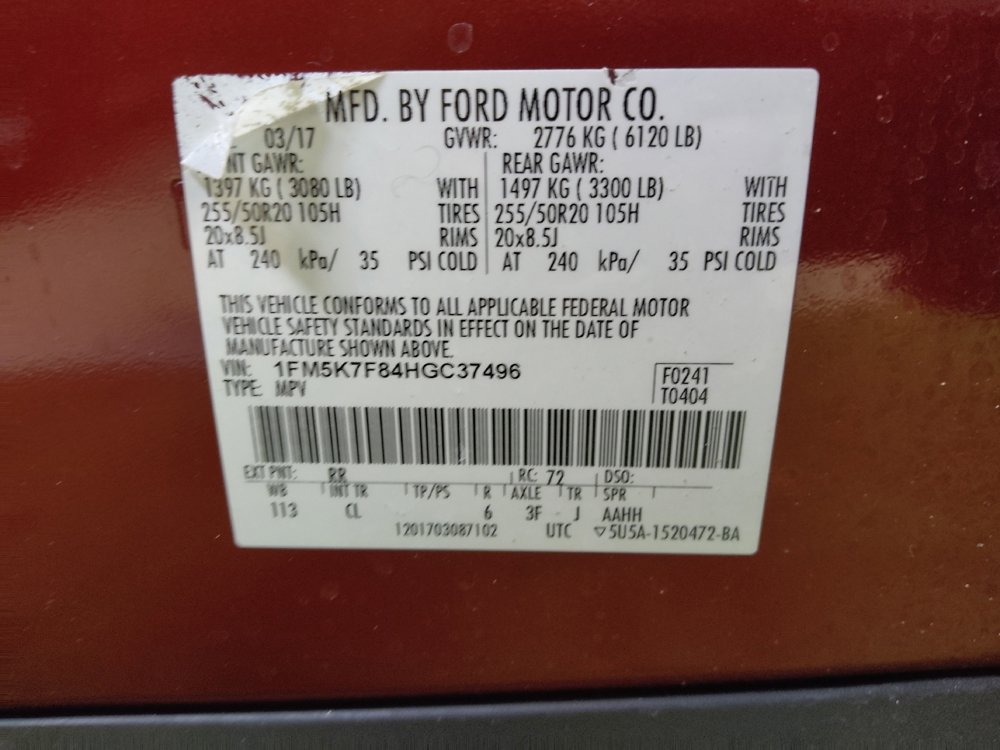 MFD. BY FORD MOTOR CO.
03/17 GVWR: 2776 KG ( 6120 LB)
NT GAWR: REAR GAWR:
1397 KG ( 3080 LB) WITH 1497 KG ( 3300 LB) WITH
255/50R20 105H TIRES 255/50R20 105H TIRES
20x8.5J RIMS 20x8.5J RIMS
AT 240 kPa/ 35 PSI COLD AT 240 kPa/ 35 PSI COLD
THIS VEHICLE CONFORMS TO ALL APPLICABLE FEDERAL MOTOR
VEHICLE SAFETY STANDARDS IN EFFECT ON THE DATE OF
MANUFACTURE SHOWN ABOVE.
VIN: 1FM5K7F84HGC37496 F0241
TYPE: MPV T0404
EXT PNT: RR RC: 72 DSO:
WB INT TR TP/PS R AXLE TR SPR
113 CL 6 3F J AAHH
1201703087102 UTC ▽5U5A-1520472-BA